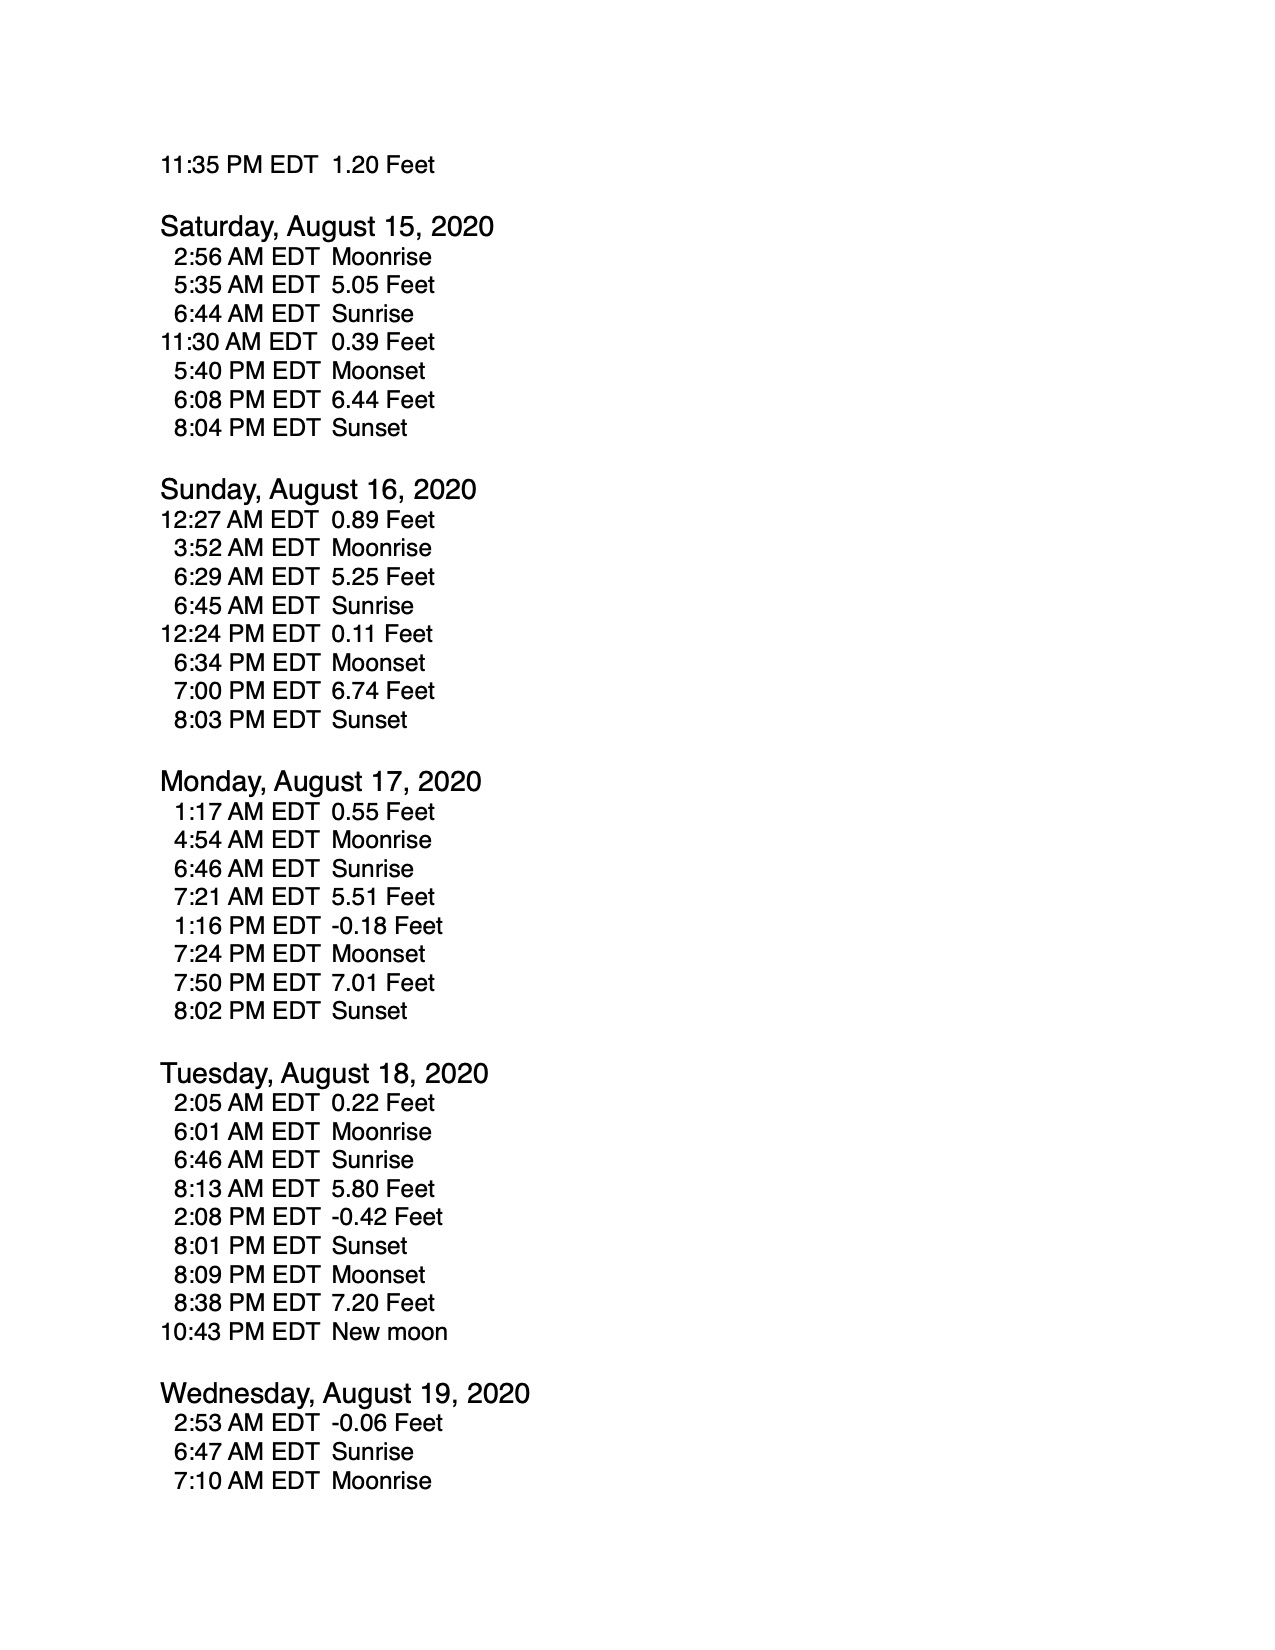 11:35 PM EDT 1.20 Feet
Saturday, August 15, 2020
2:56 AM EDT Moonrise
5:35 AM EDT 5.05 Feet
6:44 AM EDT Sunrise
11:30 AM EDT 0.39 Feet
5:40 PM EDT Moonset
6:08 PM EDT 6.44 Feet
8:04 PM EDT Sunset
Sunday, August 16, 2020
12:27 AM EDT 0.89 Feet
3:52 AM EDT Moonrise
6:29 AM EDT 5.25 Feet
6:45 AM EDT Sunrise
12:24 PM EDT 0.11 Feet
6:34 PM EDT Moonset
7:00 PM EDT 6.74 Feet
8:03 PM EDT Sunset
Monday, August 17, 2020
1:17 AM EDT 0.55 Feet
4:54 AM EDT Moonrise
6:46 AM EDT Sunrise
7:21 AM EDT 5.51 Feet
1:16 PM EDT -0.18 Feet
7:24 PM EDT Moonset
7:50 PM EDT 7.01 Feet
8:02 PM EDT Sunset
Tuesday, August 18, 2020
2:05 AM EDT 0.22 Feet
6:01 AM EDT Moonrise
6:46 AM EDT Sunrise
8:13 AM EDT 5.80 Feet
2:08 PM EDT -0.42 Feet
8:01 PM EDT Sunset
8:09 PM EDT Moonset
8:38 PM EDT 7.20 Feet
10:43 PM EDT New moon
Wednesday, August 19, 2020
2:53 AM EDT -0.06 Feet
6:47 AM EDT Sunrise
7:10 AM EDT Moonrise